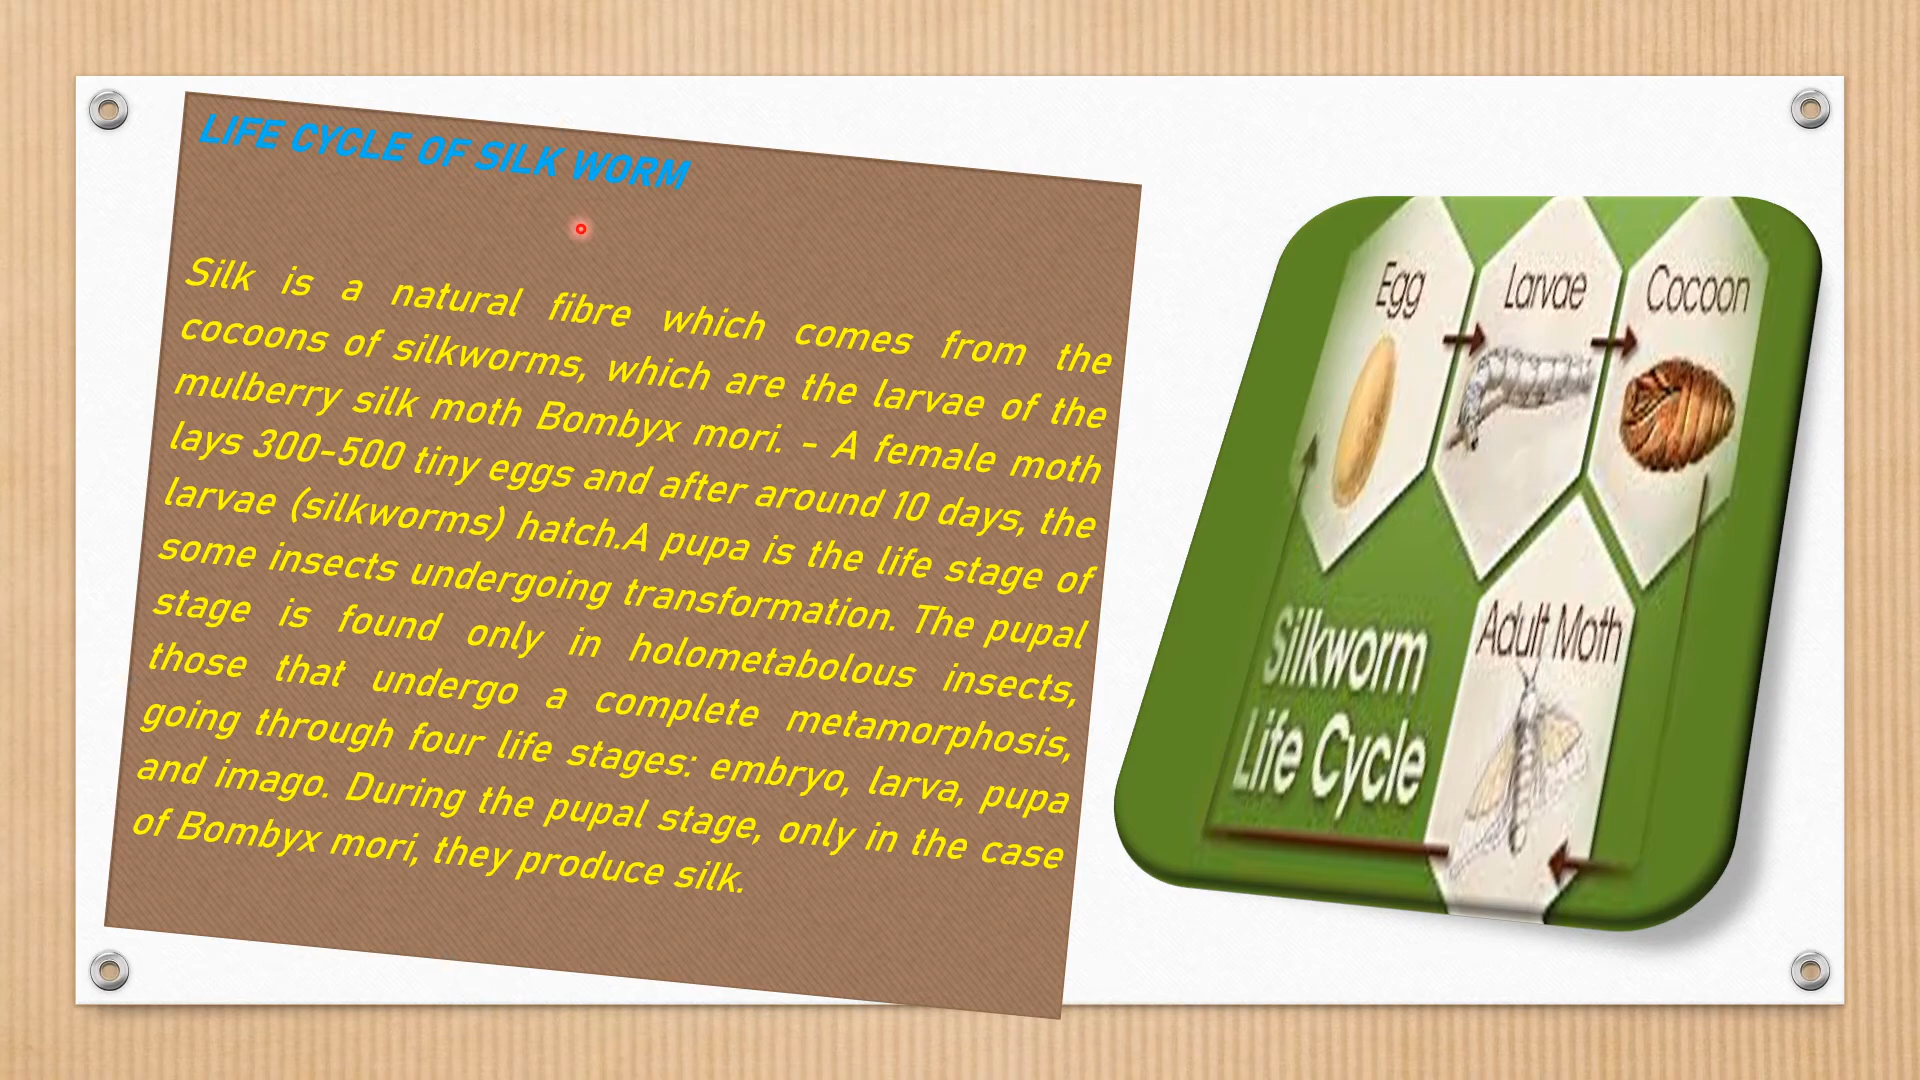 LIFE CYCLE OF SILK WORM
Silk is a natural fibre which comes from the
cocoons of silkworms, which are the larvae of the
mulberry silk moth Bombyx mori. - A female moth
lays 300-500 tiny eggs and after around 10 days, the
larvae (silkworms) hatch.A pupa is the life stage of
some insects undergoing transformation. The pupal
stage is found only in holometabolous insects,
those that undergo a complete metamorphosis,
going through four life stages: embryo, larva, pupa
and imago. During the pupal stage, only in the case
of Bombyx mori, they produce silk.
Egg
Larvae
Cocoon
Adult Moth
Silkworm
Life Cycle